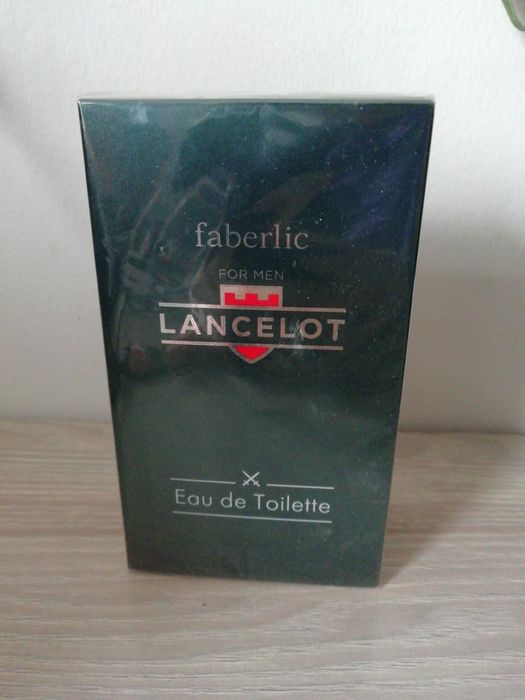 faberlic
FOR MEN
LANCELOT
Eau de Toilette